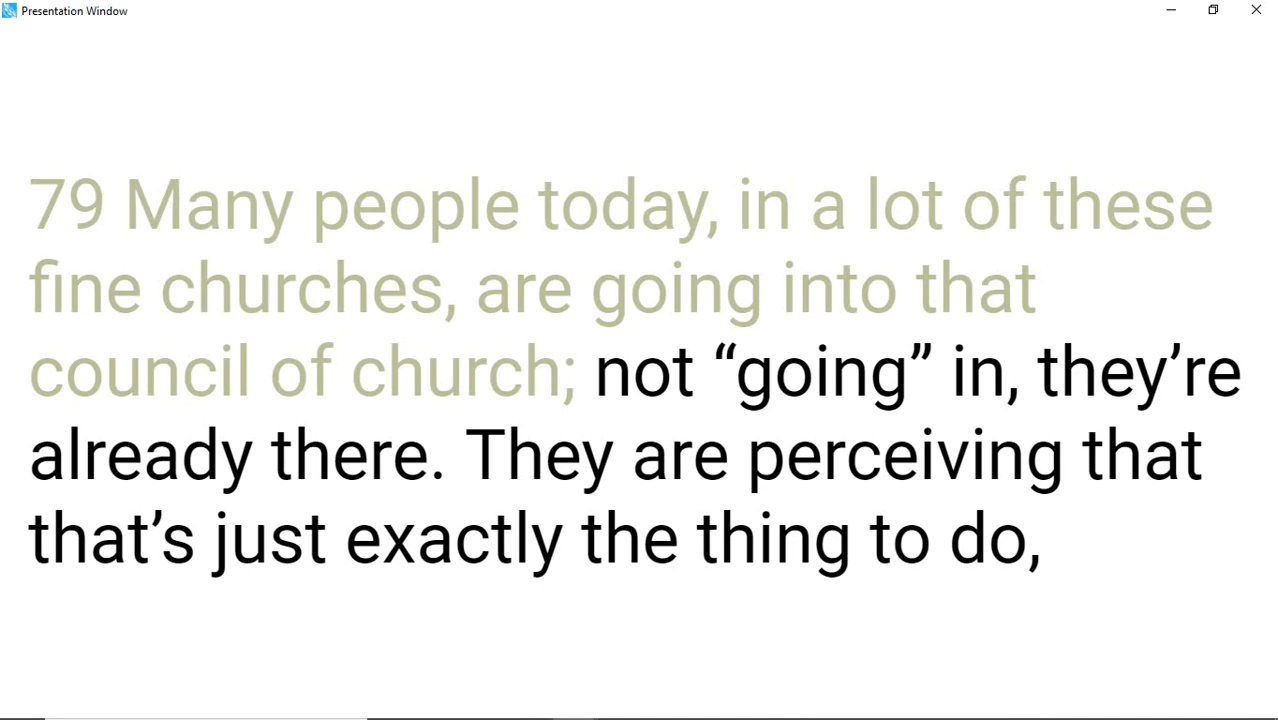 Presentation Window
79 Many people today, in a lot of these
fine churches, are going into that
council of church; not “going” in, they’re
already there. They are perceiving that
that’s just exactly the thing to do,